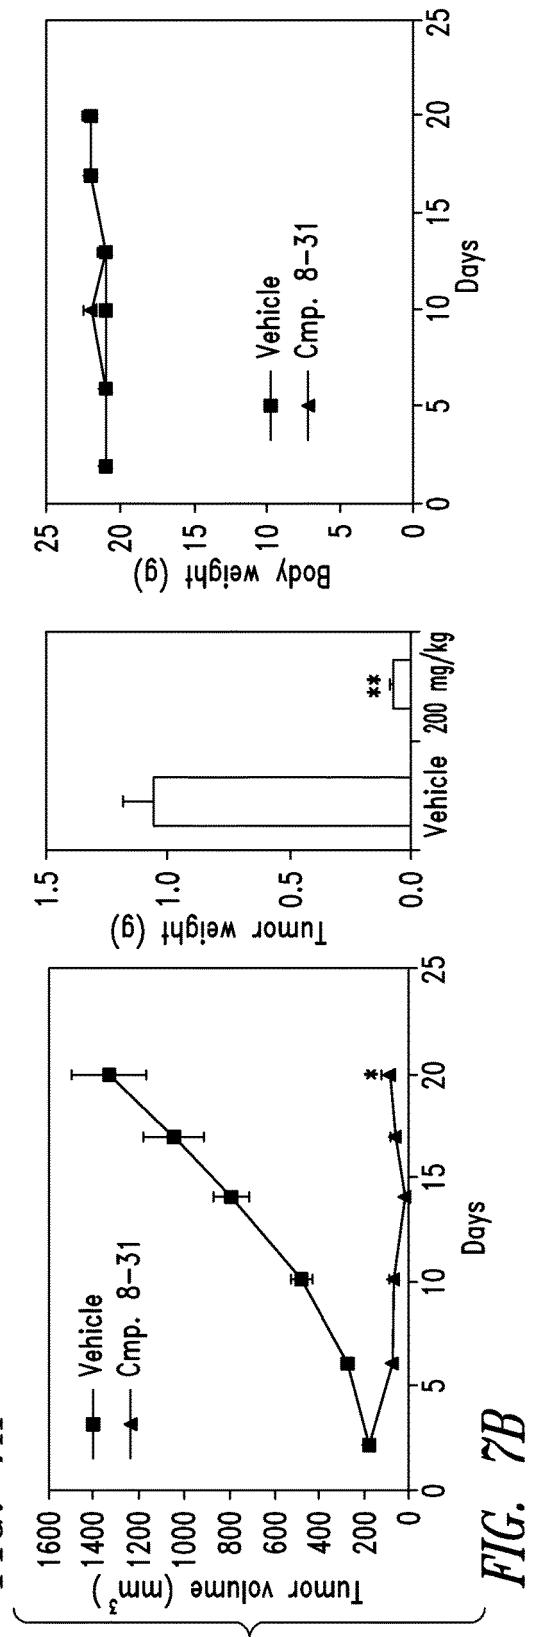 1600
1400
1200
1000
800
600
400
200
0
Tumor volume (mm³)
Vehicle
Cmp. 8-31
*
0
5
10
15
20
25
Days
1.5
1.0
0.5
0.0
Tumor weight (g)
**
Vehicle
200 mg/kg
25
20
15
10
5
0
Body weight (g)
Vehicle
Cmp. 8-31
0
5
10
15
20
25
Days
FIG. 7B